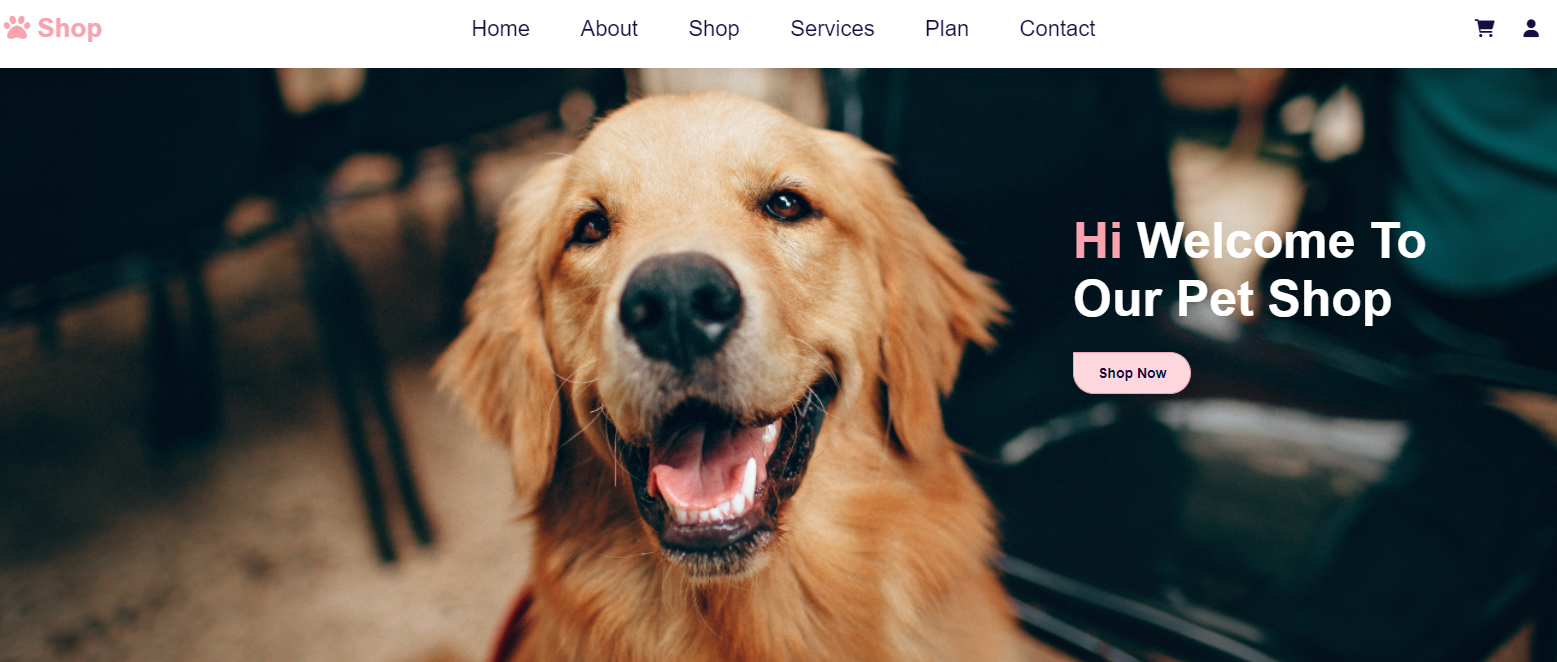 Shop
Home About Shop Services Plan Contact
Hi Welcome To
Our Pet Shop
Shop Now